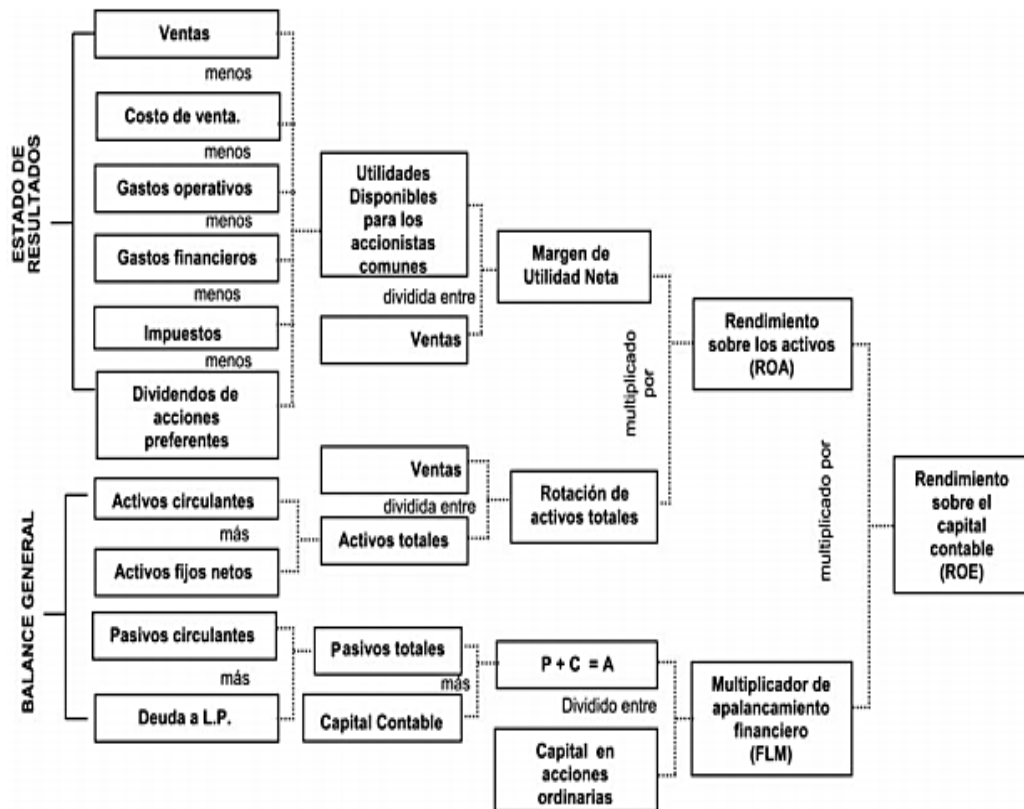 ESTADO DE
RESULTADOS
Ventas
menos
Costo de venta.
menos
Gastos operativos
menos
Gastos financieros
menos
Impuestos
menos
Dividendos de
acciones
preferentes
Utilidades
Disponibles
para los
accionistas
comunes
dividida entre
Ventas
Margen de
Utilidad Neta
multiplicado
por
Rendimiento
sobre los activos
(ROA)
BALANCE GENERAL
Activos circulantes
más
Activos fijos netos
Ventas
dividida entre
Activos totales
Rotación de
activos totales
multiplicado por
Rendimiento
sobre el
capital
contable
(ROE)
Pasivos circulantes
más
Deuda a L.P.
Pasivos totales
más
Capital Contable
P + C = A
Dividido entre
Capital en
acciones
ordinarias
Multiplicador de
apalancamiento
financiero
(FLM)